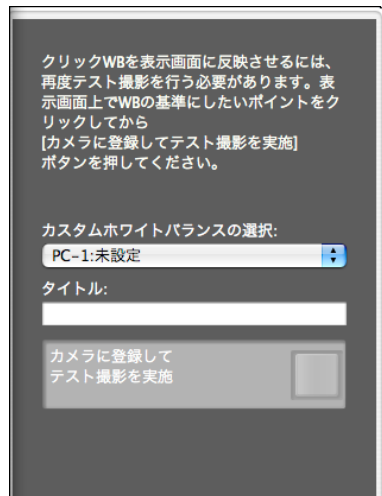 クリックWBを表示画面に反映させるには、
再度テスト撮影を行う必要があります。表
示画面上でWBの基準にしたいポイントをク
リックしてから
[カメラに登録してテスト撮影を実施]
ボタンを押してください。
カスタムホワイトバランスの選択:
PC-1:未設定
タイトル:
カメラに登録して
テスト撮影を実施